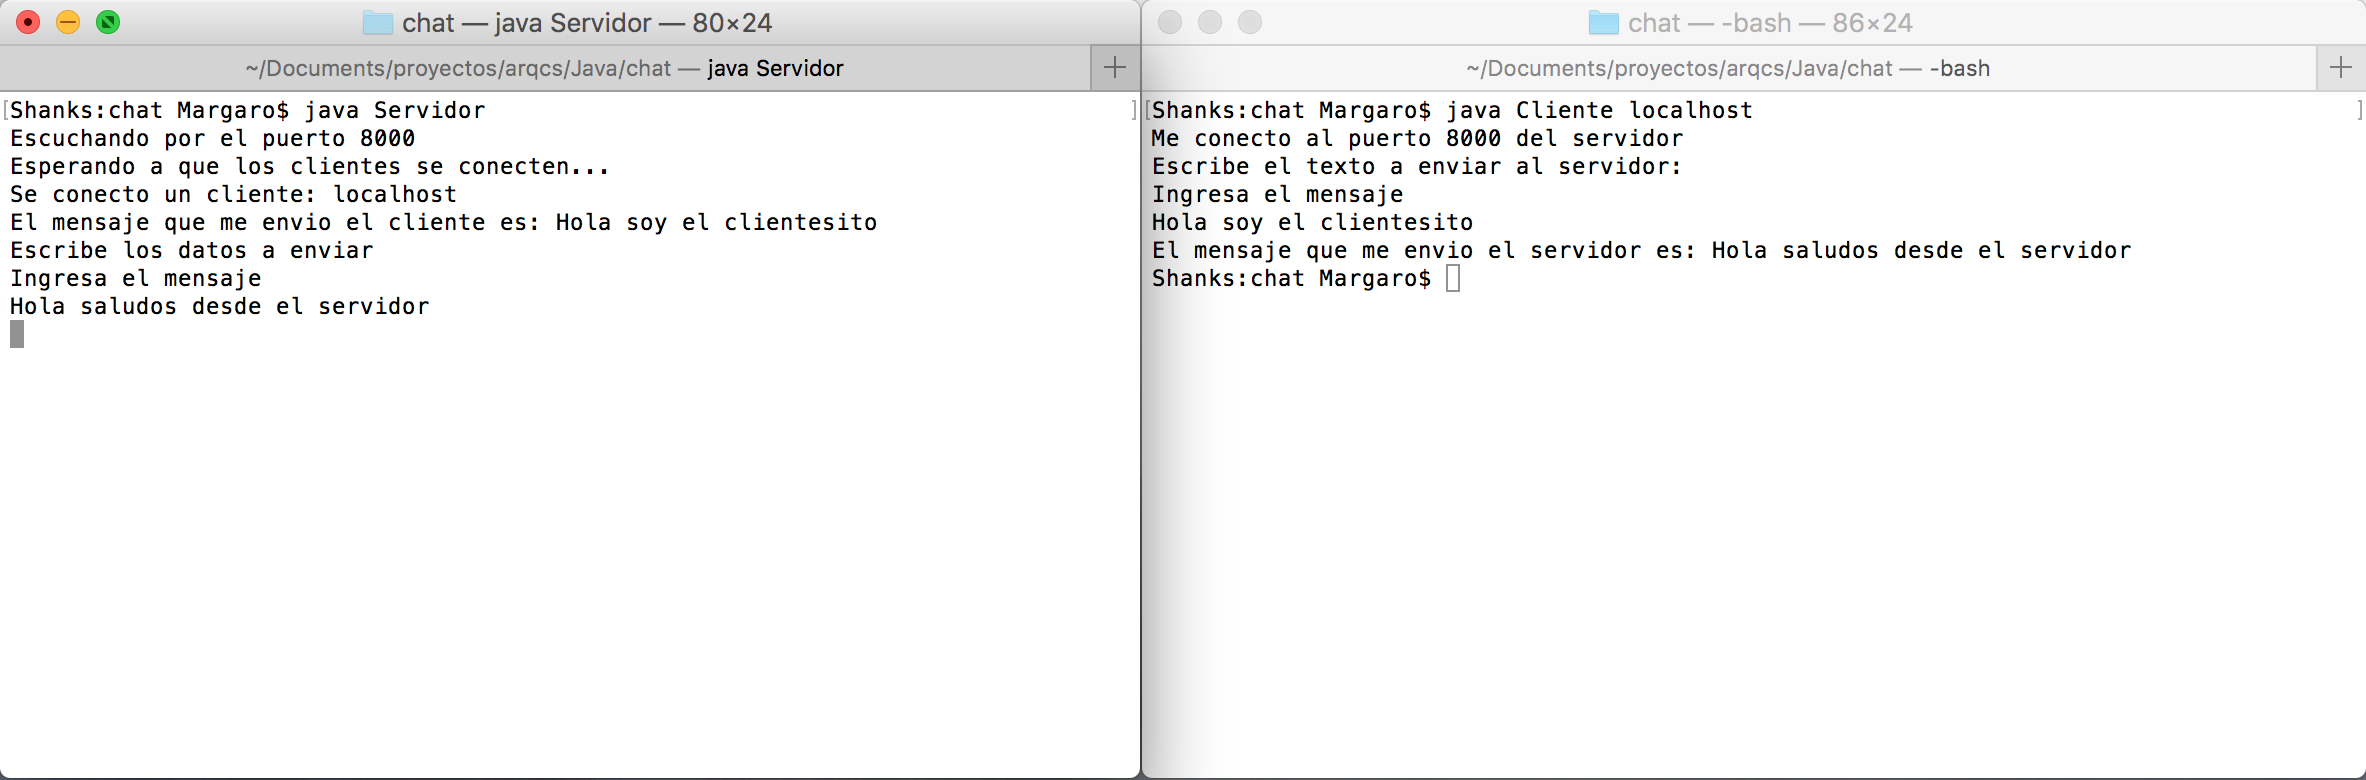 chat — java Servidor — 80×24
~/Documents/proyectos/arqcs/Java/chat — java Servidor
[Shanks:chat Margaro$ java Servidor ]
Escuchando por el puerto 8000
Esperando a que los clientes se conecten...
Se conecto un cliente: localhost
El mensaje que me envio el cliente es: Hola soy el clientesito
Escribe los datos a enviar
Ingresa el mensaje
Hola saludos desde el servidor
chat — -bash — 86×24
~/Documents/proyectos/arqcs/Java/chat — -bash
[Shanks:chat Margaro$ java Cliente localhost ]
Me conecto al puerto 8000 del servidor
Escribe el texto a enviar al servidor:
Ingresa el mensaje
Hola soy el clientesito
El mensaje que me envio el servidor es: Hola saludos desde el servidor
Shanks:chat Margaro$